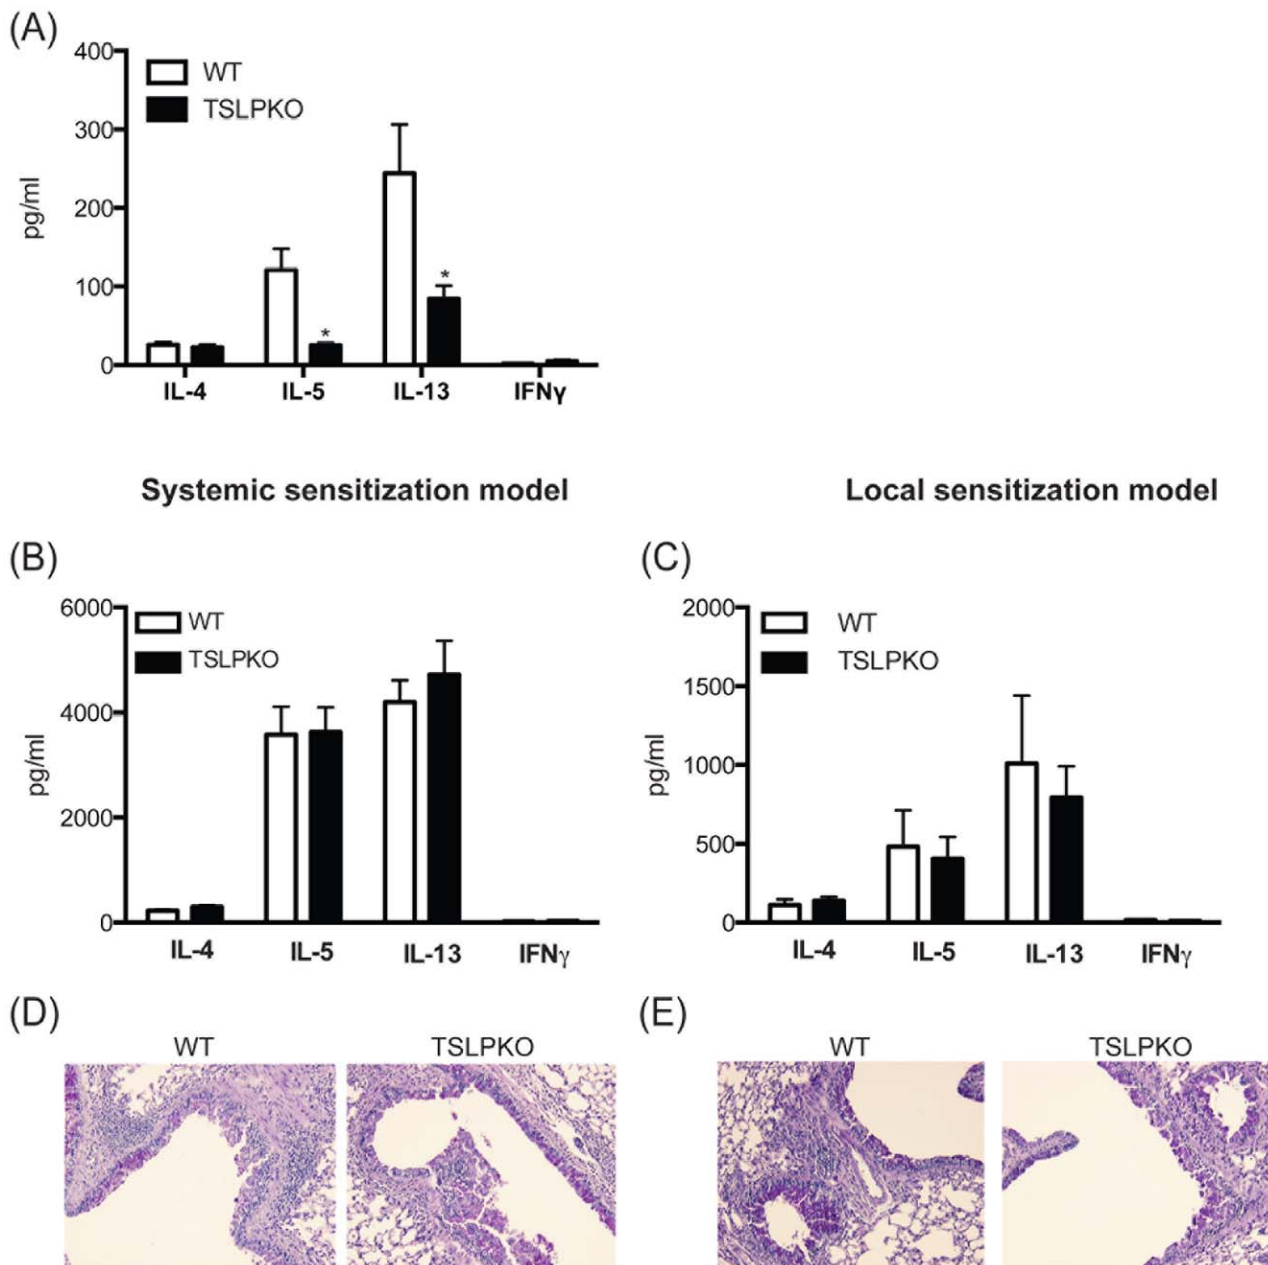 (A)
400
300
200
100
0
pg/ml
WT
TSLPKO
*
*
IL-4 IL-5 IL-13 IFNγ
Systemic sensitization model
Local sensitization model
(B)
6000
4000
2000
0
pg/ml
WT
TSLPKO
IL-4 IL-5 IL-13 IFNγ
(C)
2000
1500
1000
500
0
pg/ml
WT
TSLPKO
IL-4 IL-5 IL-13 IFNγ
(D)
WT TSLPKO
(E)
WT TSLPKO